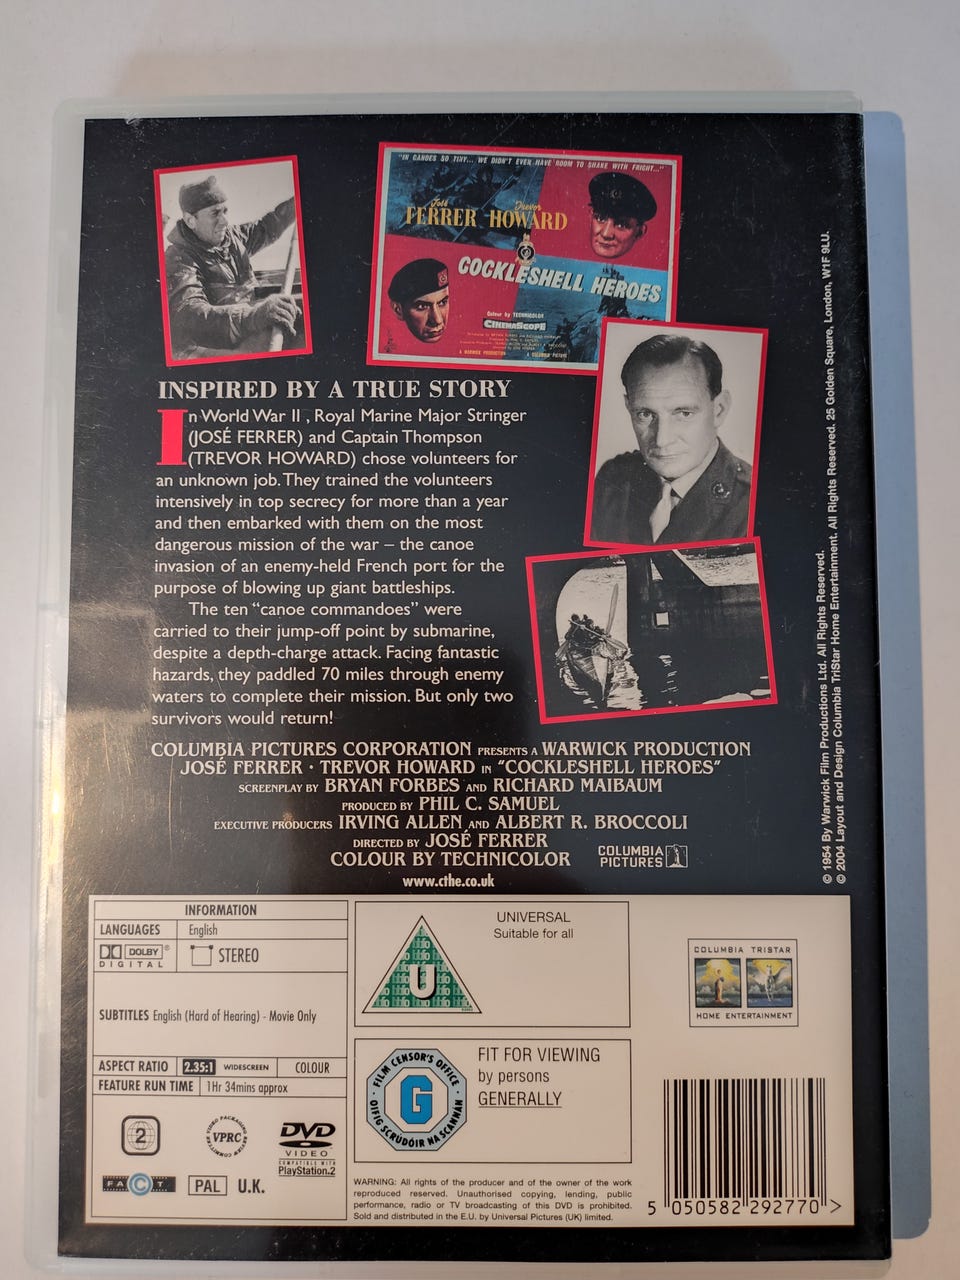 "IN CANOES SO TINY... WE DIDN'T EVEN HAVE ROOM TO SHAKE WITH FRIGHT..."
José Trevor
FERRER HOWARD
COCKLESHELL HEROES
Colour by TECHNICOLOR
CINEMASCOPE
A WARWICK PRODUCTION A COLUMBIA PICTURE
INSPIRED BY A TRUE STORY
In World War II , Royal Marine Major Stringer
(JOSÉ FERRER) and Captain Thompson
(TREVOR HOWARD) chose volunteers for
an unknown job. They trained the volunteers
intensively in top secrecy for more than a year
and then embarked with them on the most
dangerous mission of the war – the canoe
invasion of an enemy-held French port for the
purpose of blowing up giant battleships.
The ten "canoe commandoes" were
carried to their jump-off point by submarine,
despite a depth-charge attack. Facing fantastic
hazards, they paddled 70 miles through enemy
waters to complete their mission. But only two
survivors would return!
COLUMBIA PICTURES CORPORATION PRESENTS A WARWICK PRODUCTION
JOSÉ FERRER • TREVOR HOWARD IN "COCKLESHELL HEROES"
SCREENPLAY BY BRYAN FORBES AND RICHARD MAIBAUM
PRODUCED BY PHIL C. SAMUEL
EXECUTIVE PRODUCERS IRVING ALLEN AND ALBERT R. BROCCOLI
DIRECTED BY JOSÉ FERRER
COLOUR BY TECHNICOLOR
COLUMBIA
PICTURES
www.cthe.co.uk
© 1954 By Warwick Film Productions Ltd. All Rights Reserved.
© 2004 Layout and Design Columbia TriStar Home Entertainment. All Rights Reserved. 25 Golden Square, London, W1F 9LU.
INFORMATION
LANGUAGES English
DOLBY®
DIGITAL
STEREO
SUBTITLES English (Hard of Hearing) - Movie Only
ASPECT RATIO 2.35:1 WIDESCREEN COLOUR
FEATURE RUN TIME 1Hr 34mins approx
2
VIDEO PACKAGING REVIEW COMMITTEE
VPRC
DVD
VIDEO
COMPATIBLE WITH
PlayStation.2
FACT
PAL U.K.
U
UNIVERSAL
Suitable for all
FILM CENSOR'S OFFICE
G
OIFIG SCRÚDÓIR NA SCANNÁN
FIT FOR VIEWING
by persons
GENERALLY
WARNING: All rights of the producer and of the owner of the work
reproduced reserved. Unauthorised copying, lending, public
performance, radio or TV broadcasting of this DVD is prohibited.
Sold and distributed in the E.U. by Universal Pictures (UK) limited.
COLUMBIA TRISTAR
HOME ENTERTAINMENT
5 050582 292770 >